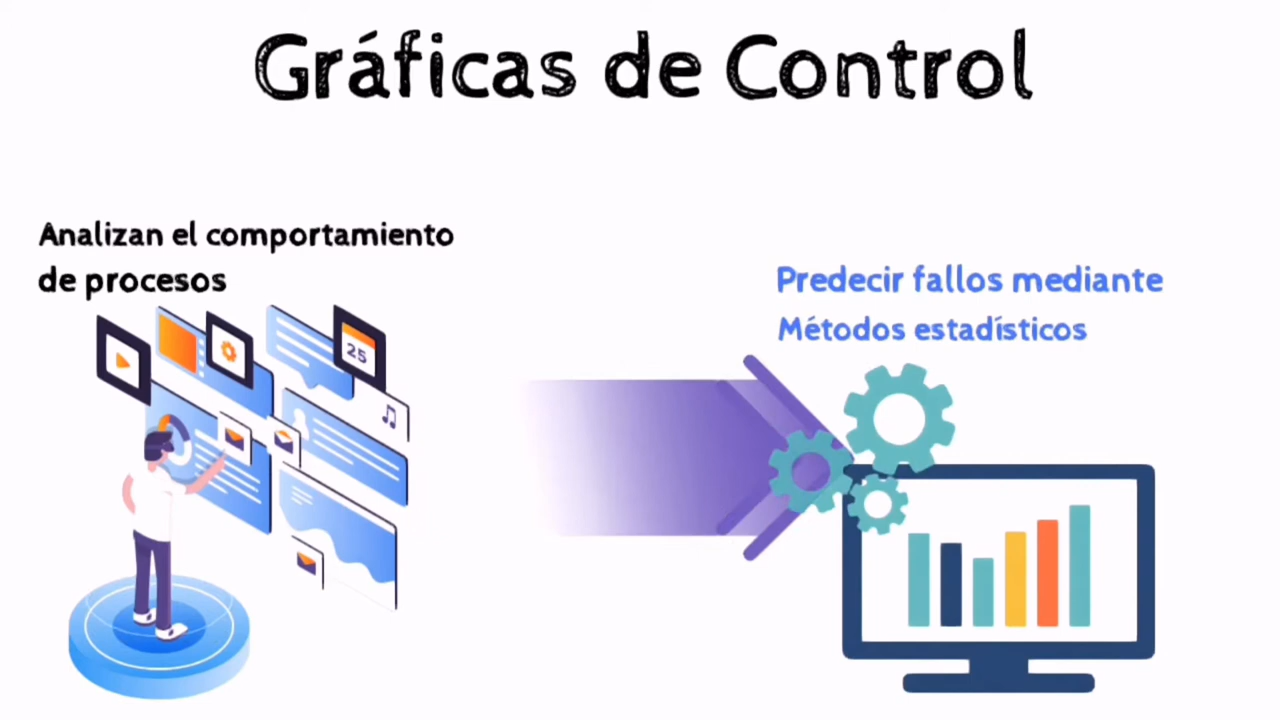 Gráficas de Control
Analizan el comportamiento
de procesos
Predecir fallos mediante
Métodos estadísticos
25